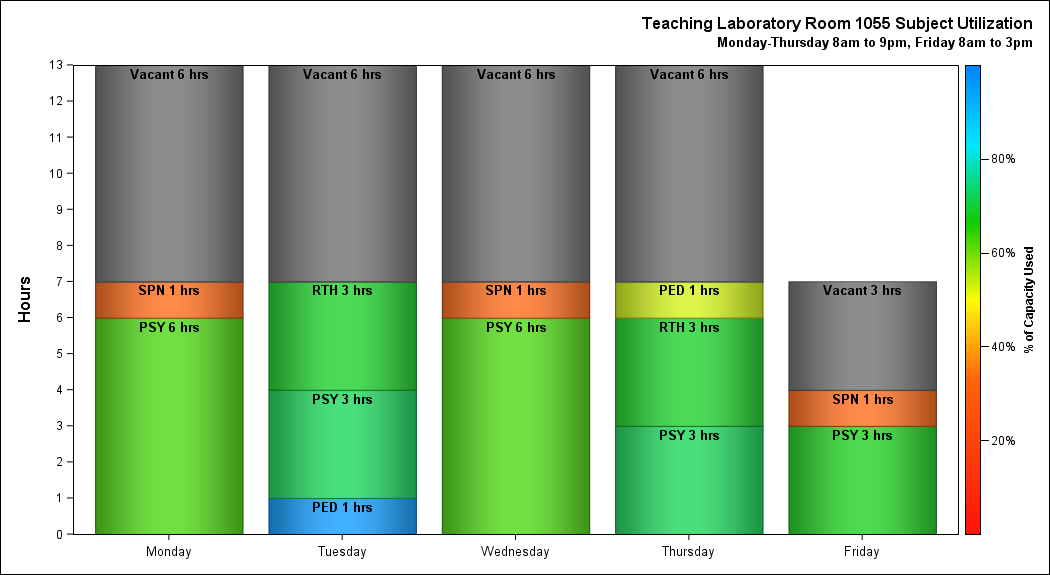 Teaching Laboratory Room 1055 Subject Utilization
Monday-Thursday 8am to 9pm, Friday 8am to 3pm
Hours
13
12
11
10
9
8
7
6
5
4
3
2
1
0
Vacant 6 hrs
SPN 1 hrs
PSY 6 hrs
Monday
Vacant 6 hrs
RTH 3 hrs
PSY 3 hrs
PED 1 hrs
Tuesday
Vacant 6 hrs
SPN 1 hrs
PSY 6 hrs
Wednesday
Vacant 6 hrs
PED 1 hrs
RTH 3 hrs
PSY 3 hrs
Thursday
Vacant 3 hrs
SPN 1 hrs
PSY 3 hrs
Friday
80%
60%
40%
20%
% of Capacity Used